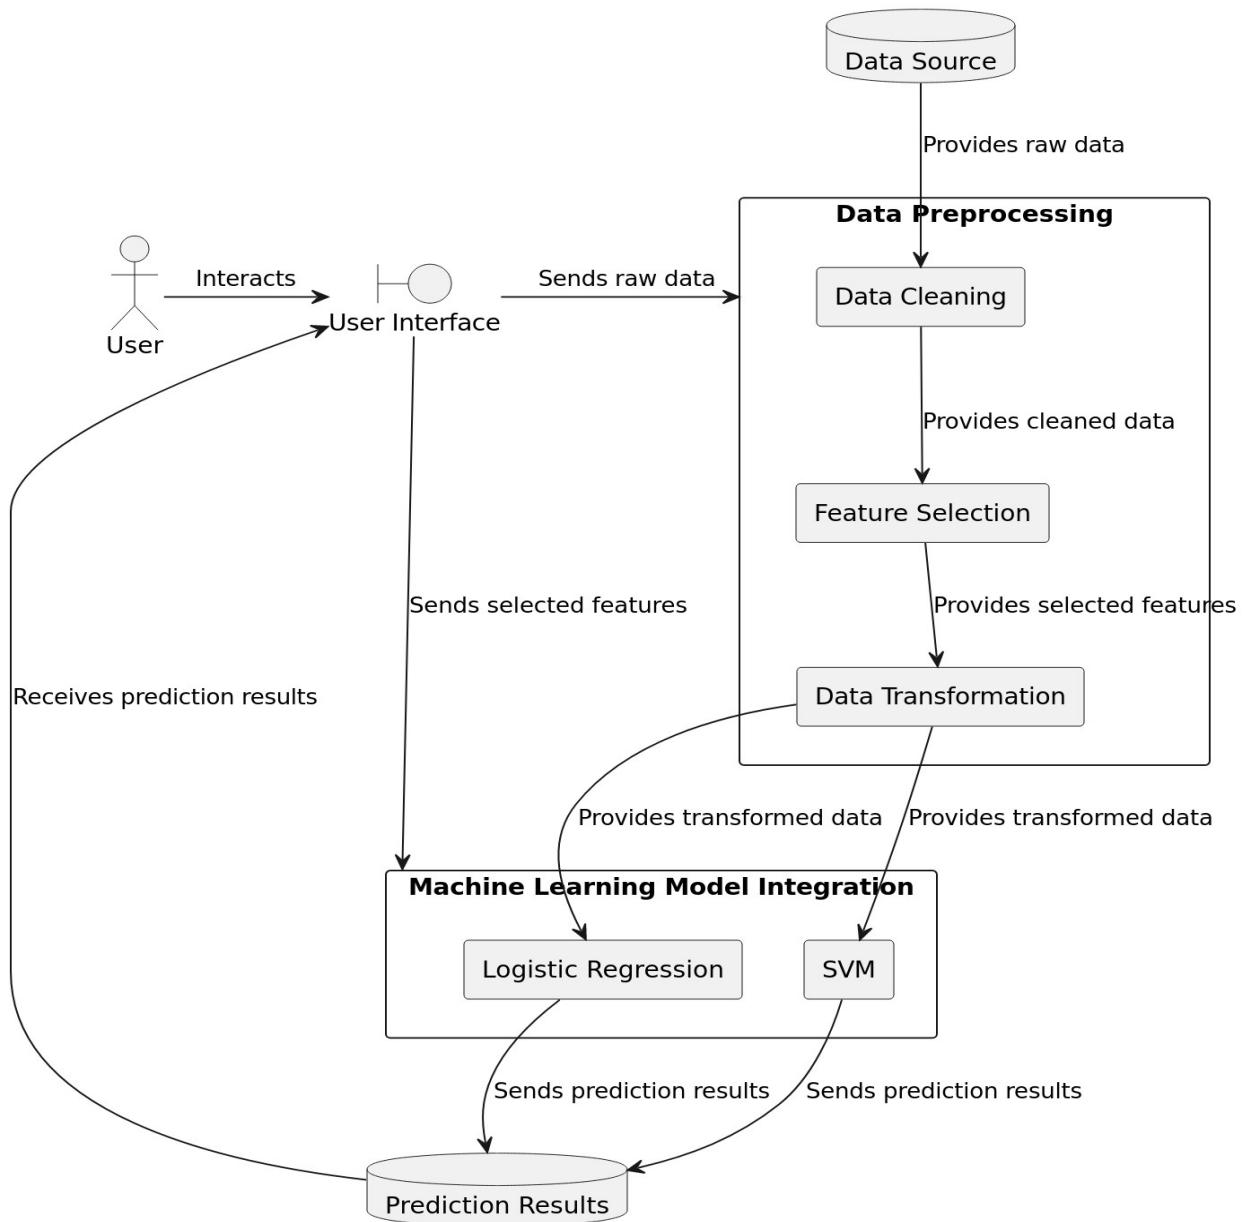 Data Source
Provides raw data
Data Preprocessing
Interacts
Sends raw data
Data Cleaning
User Interface
User
Provides cleaned data
Feature Selection
Sends selected features
Provides selected features
Receives prediction results
Data Transformation
Provides transformed data
Provides transformed data
Machine Learning Model Integration
Logistic Regression
SVM
Sends prediction results
Sends prediction results
Prediction Results